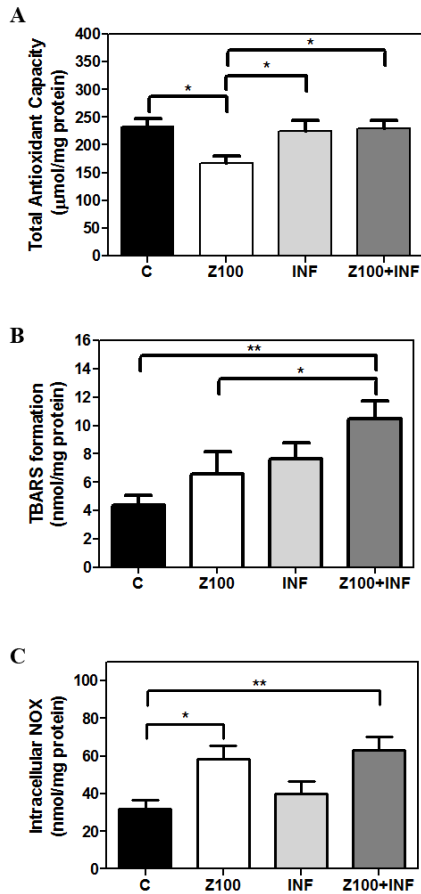 A
Total Antioxidant Capacity
(µmol/mg protein)
400
350
300
250
200
150
100
50
0
*
*
*
C Z100 INF Z100+INF
B
TBARS formation
(nmol/mg protein)
16
14
12
10
8
6
4
2
0
**
*
C Z100 INF Z100+INF
C
Intracellular NOX
(nmol/mg protein)
100
80
60
40
20
0
**
*
C Z100 INF Z100+INF